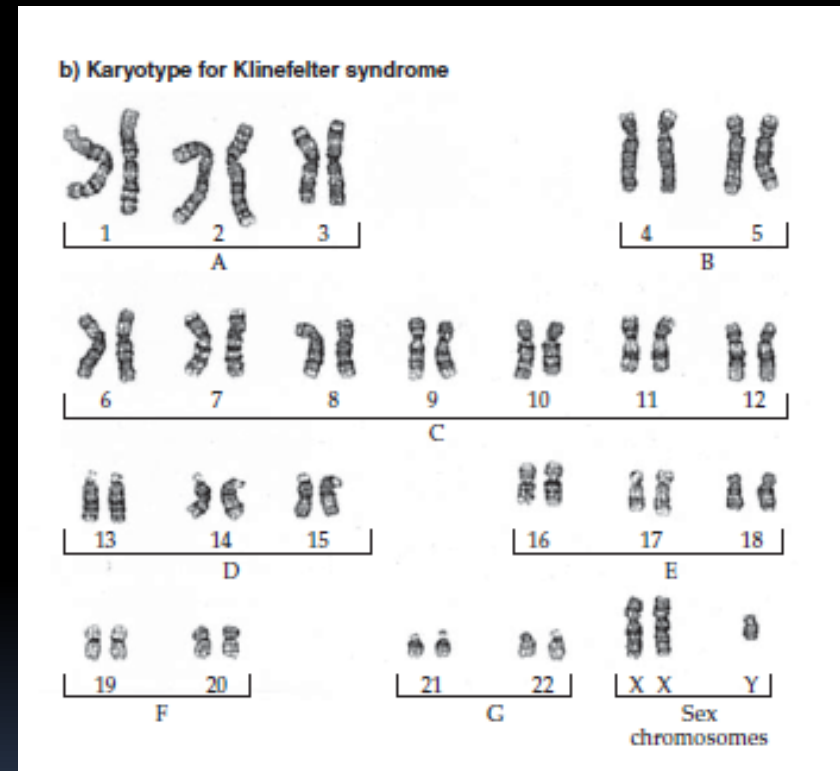 b) Karyotype for Klinefelter syndrome
1 2 3 4 5
A B
6 7 8 9 10 11 12
C
13 14 15 16 17 18
D E
19 20 21 22 X X Y
F G Sex
chromosomes